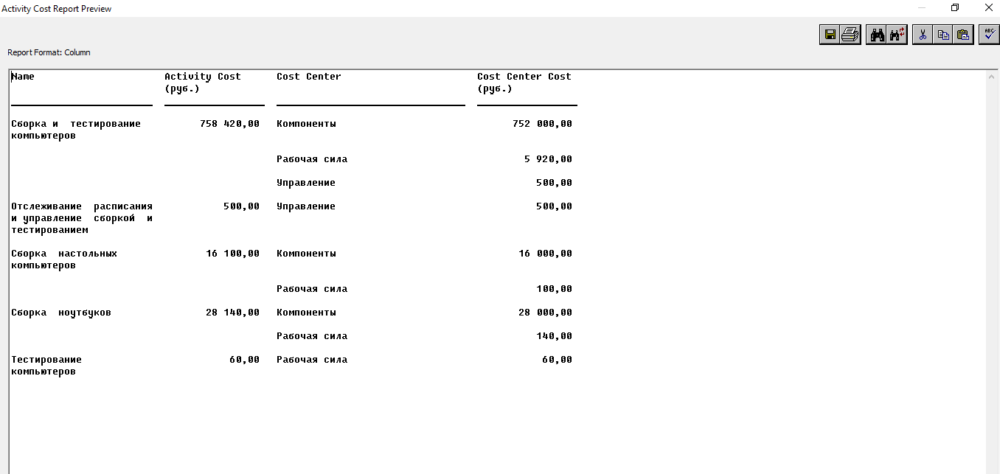 Activity Cost Report Preview
ABC
Report Format: Column
Name Activity Cost Cost Center Cost Center Cost
(руб.) (руб.)
Сборка и тестирование 758 420,00 Компоненты 752 000,00
компьютеров
Рабочая сила 5 920,00
Управление 500,00
Отслеживание расписания 500,00 Управление 500,00
и управление сборкой и
тестированием
Сборка настольных 16 100,00 Компоненты 16 000,00
компьютеров
Рабочая сила 100,00
Сборка ноутбуков 28 140,00 Компоненты 28 000,00
Рабочая сила 140,00
Тестирование 60,00 Рабочая сила 60,00
компьютеров